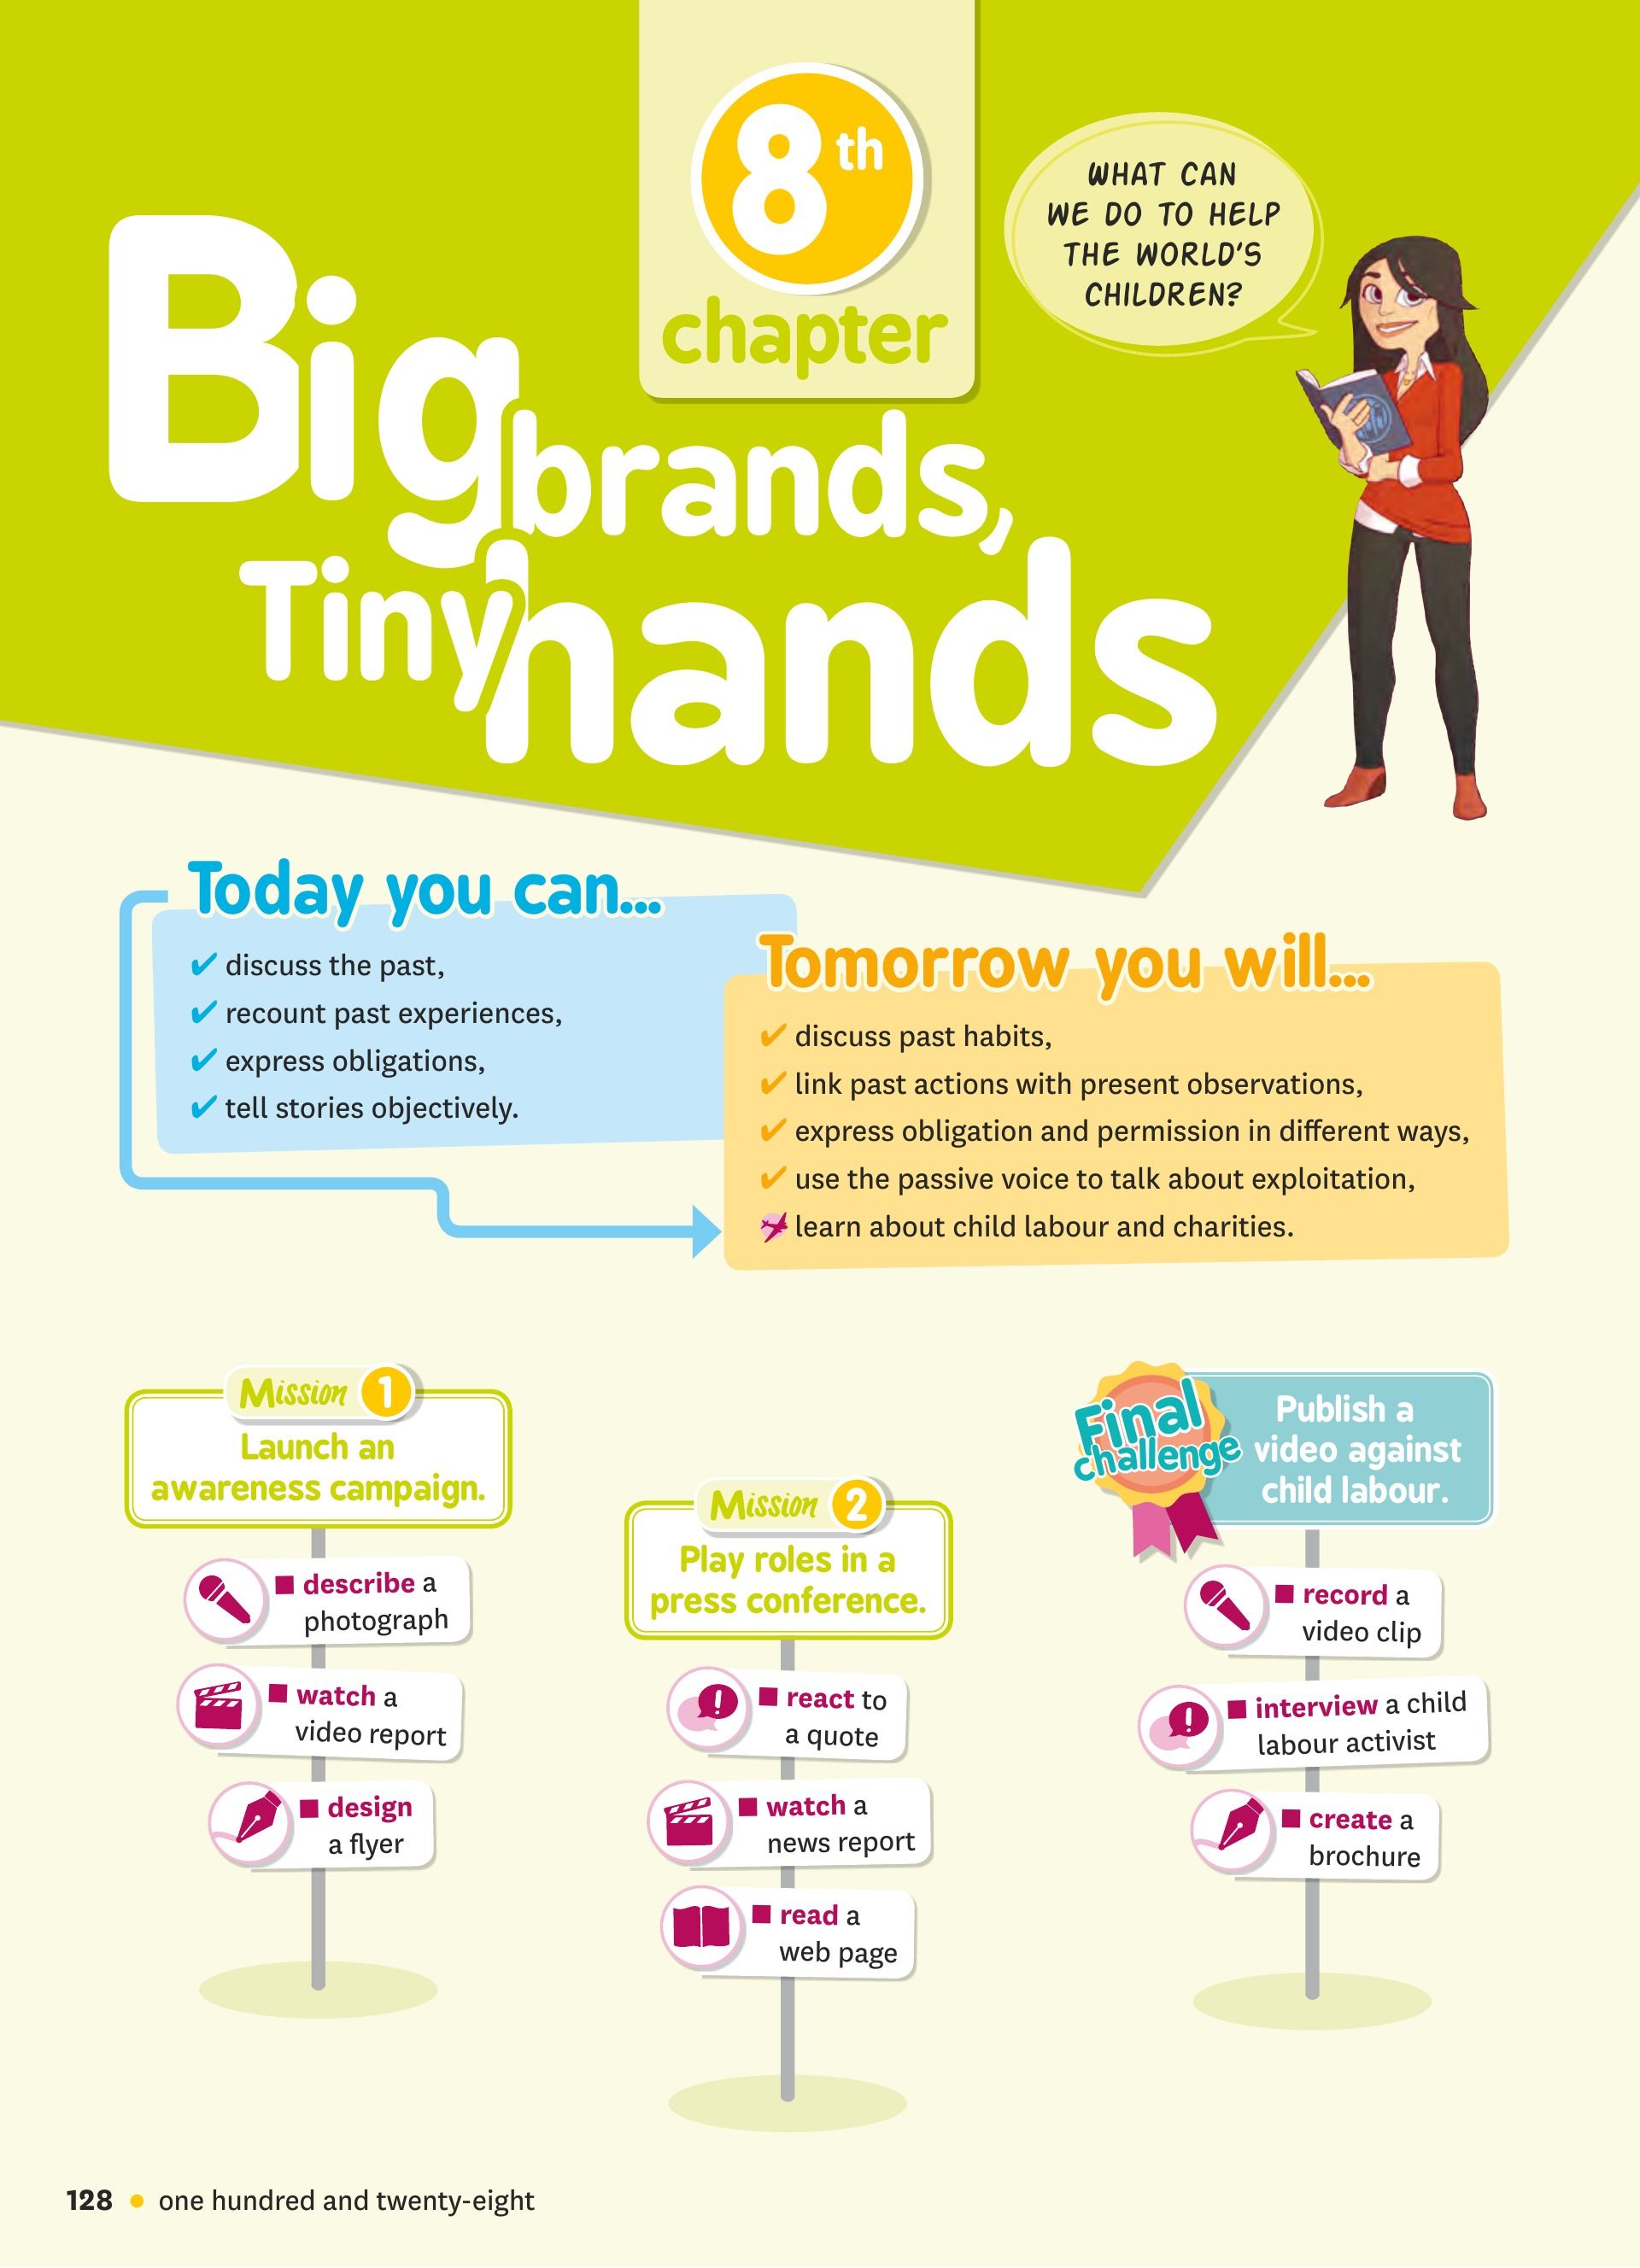 8th
chapter
WHAT CAN
WE DO TO HELP
THE WORLD'S
CHILDREN?
Big brands,
Tiny hands
Today you can...
✔ discuss the past,
✔ recount past experiences,
✔ express obligations,
✔ tell stories objectively.
Tomorrow you will...
✔ discuss past habits,
✔ link past actions with present observations,
✔ express obligation and permission in different ways,
✔ use the passive voice to talk about exploitation,
learn about child labour and charities.
Mission 1
Launch an
awareness campaign.
■ describe a
photograph
■ watch a
video report
■ design
a flyer
Mission 2
Play roles in a
press conference.
■ react to
a quote
■ watch a
news report
■ read a
web page
Final
challenge
Publish a
video against
child labour.
■ record a
video clip
■ interview a child
labour activist
■ create a
brochure
128 • one hundred and twenty-eight